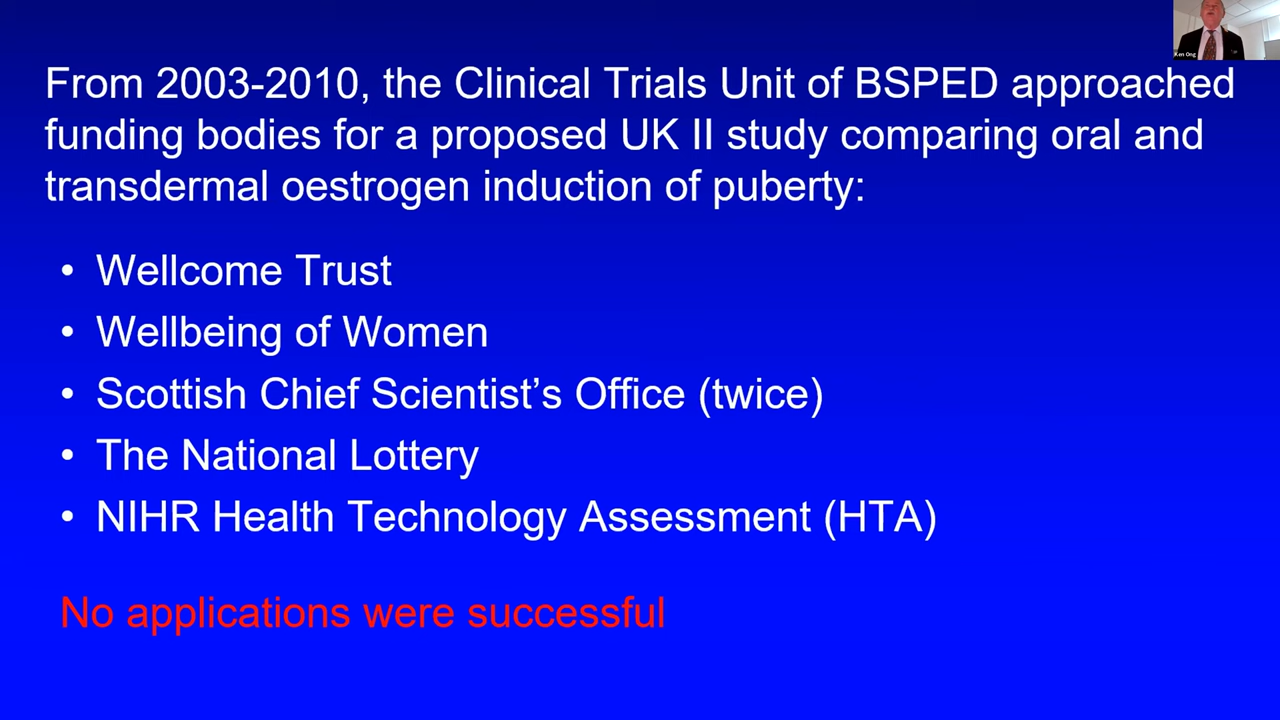 From 2003-2010, the Clinical Trials Unit of BSPED approached
funding bodies for a proposed UK II study comparing oral and
transdermal oestrogen induction of puberty:
• Wellcome Trust
• Wellbeing of Women
• Scottish Chief Scientist’s Office (twice)
• The National Lottery
• NIHR Health Technology Assessment (HTA)
No applications were successful
Ken Ong